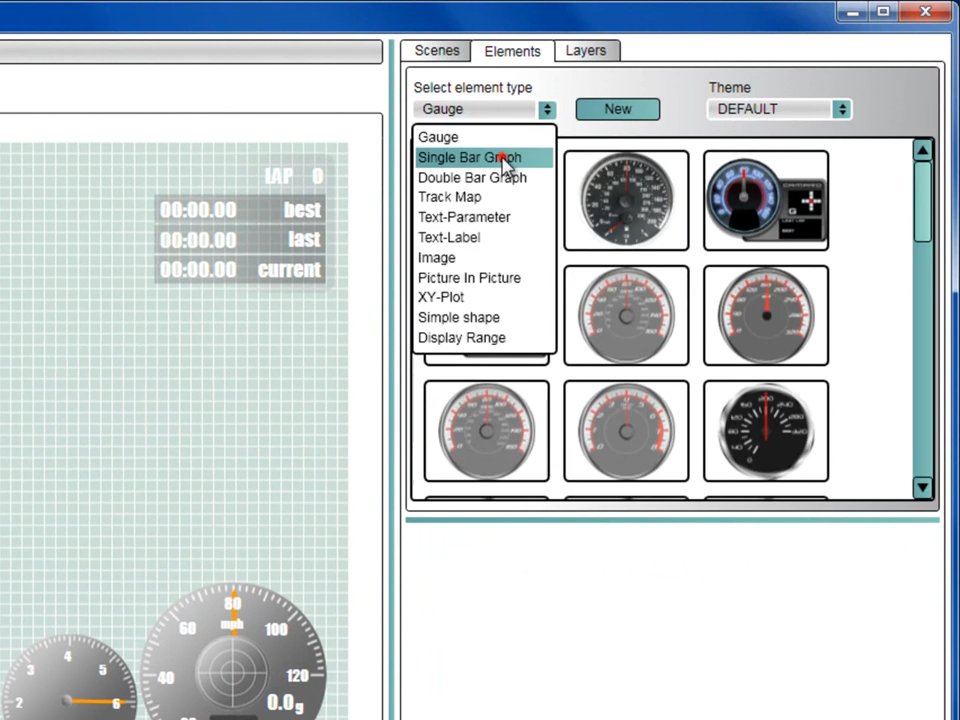 Scenes Elements Layers
Select element type Theme
Gauge New DEFAULT
Gauge
Single Bar Graph
Double Bar Graph
Track Map
Text-Parameter
Text-Label
Image
Picture In Picture
XY-Plot
Simple shape
Display Range
LAP 0
00:00.00 best
00:00.00 last
00:00.00 current
80
mph
60 100
40 120
0.0g
4
3 5
2 6